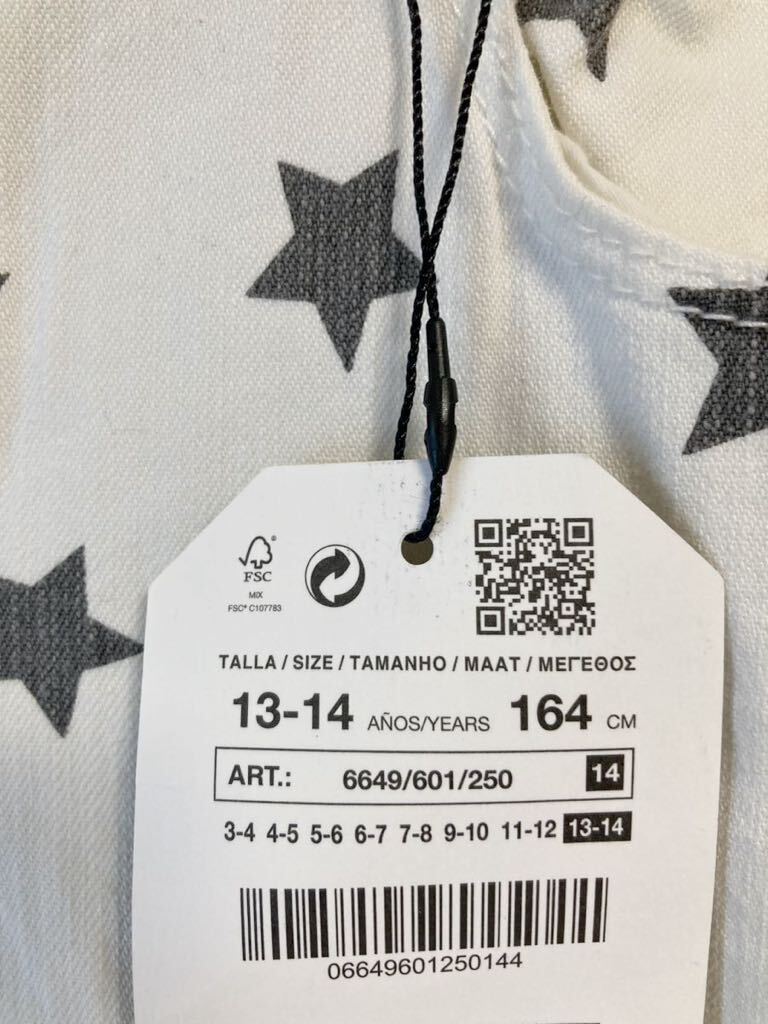 FSC®
MIX
FSC® C107783
TALLA / SIZE / TAMANHO / MAAT / ΜΕΓΕΘΟΣ
13-14 AÑOS/YEARS 164 CM
ART.: 6649/601/250 14
3-4 4-5 5-6 6-7 7-8 9-10 11-12 13-14
06649601250144